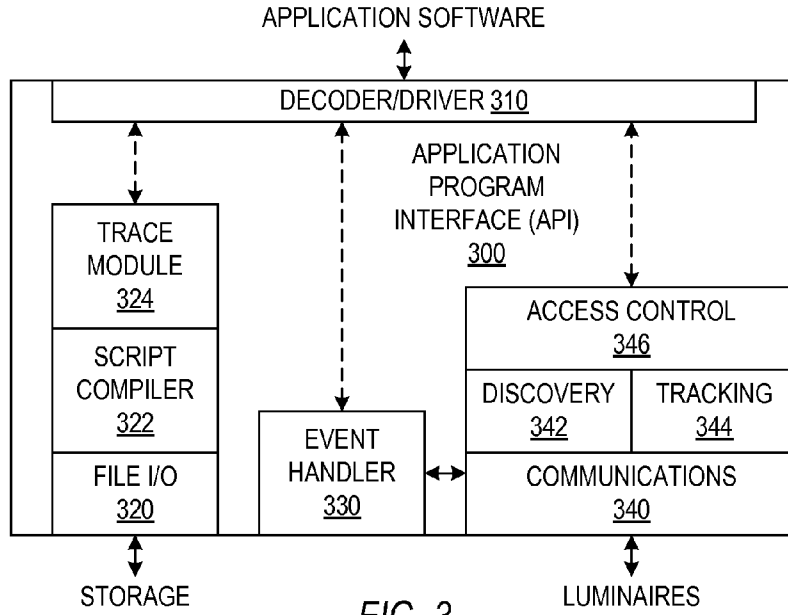 APPLICATION SOFTWARE
DECODER/DRIVER 310
APPLICATION
PROGRAM
INTERFACE (API)
300
TRACE
MODULE
324
SCRIPT
COMPILER
322
FILE I/O
320
EVENT
HANDLER
330
ACCESS CONTROL
346
DISCOVERY
342
TRACKING
344
COMMUNICATIONS
340
STORAGE
FIG. 3
LUMINAIRES